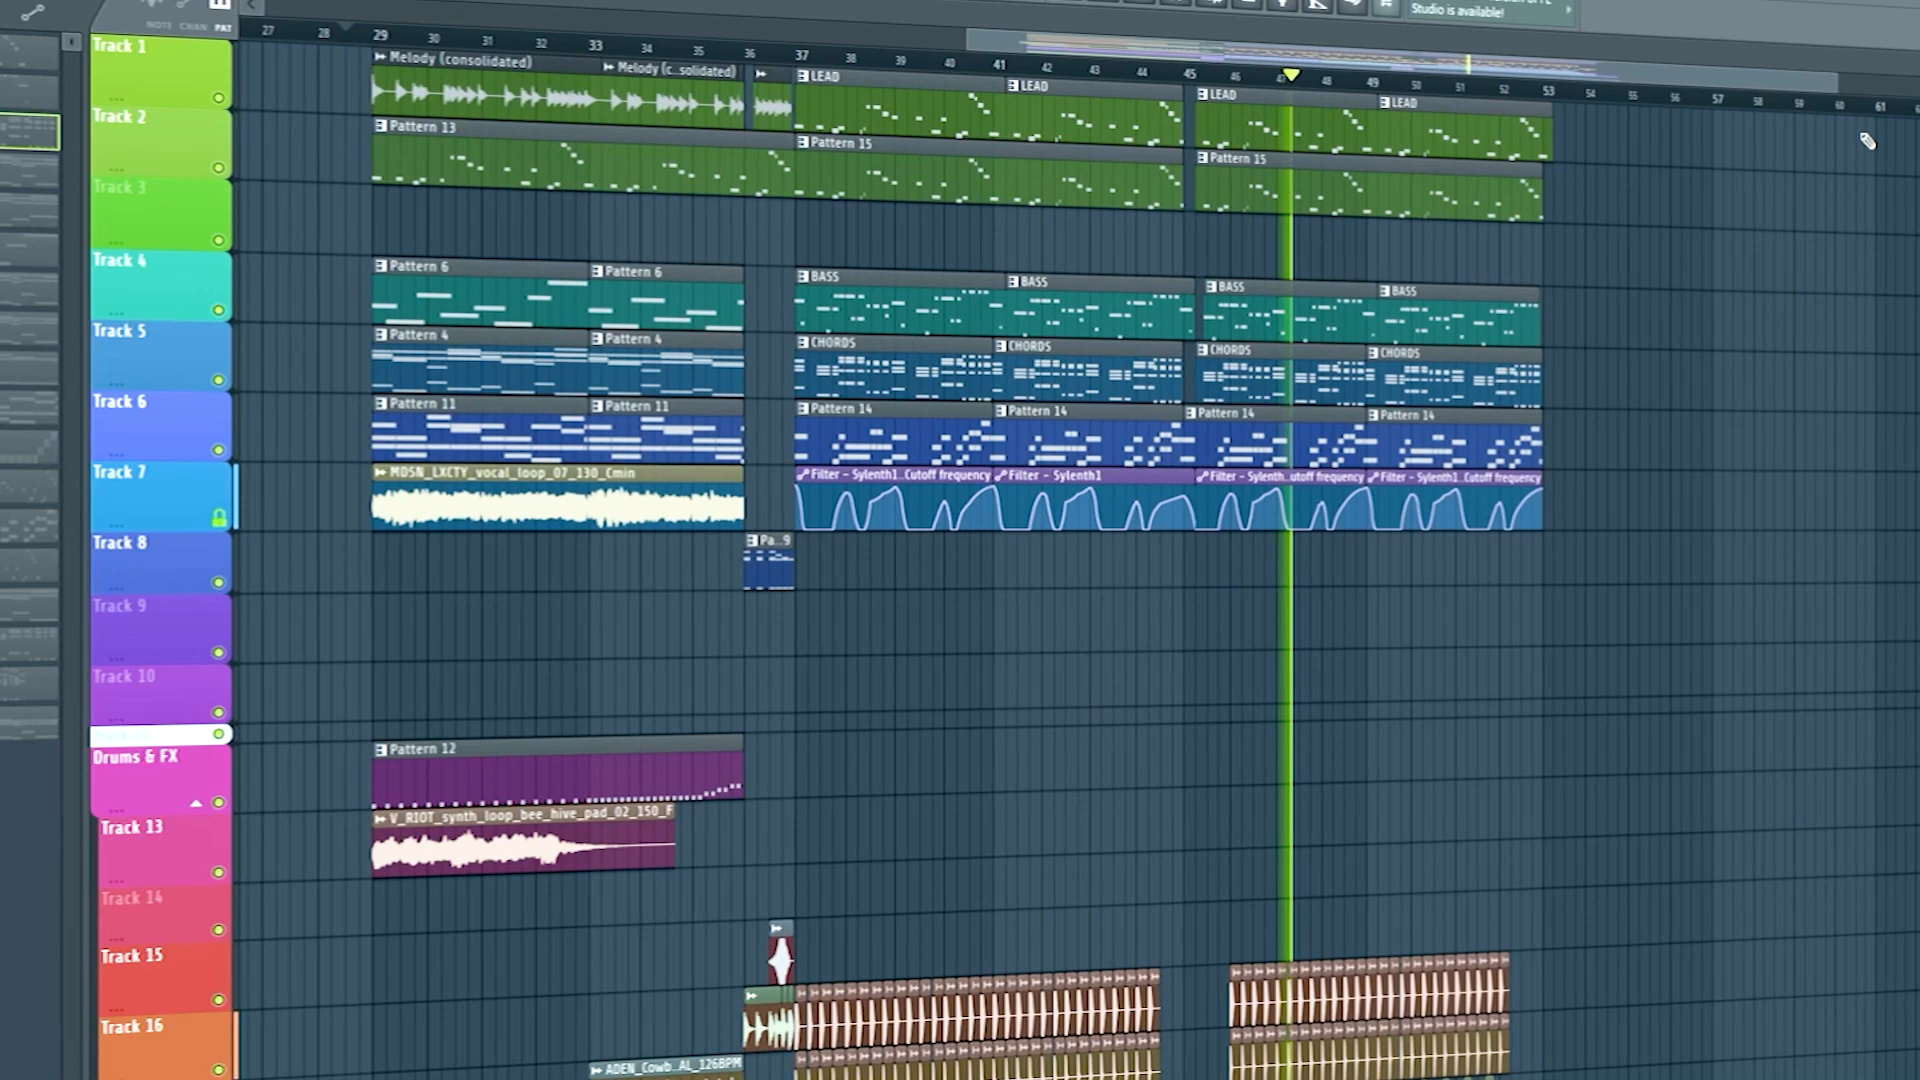 Studio is available!
NOTE CHAN PAT
27 28 29 30 31 32 33 34 35 36 37 38 39 40 41 42 43 44 45 46 47 48 49 50 51 52 53 54 55 56 57 58 59 60 61
Track 1
Melody (consolidated)
Melody (c..solidated)
LEAD
LEAD
LEAD
LEAD
Track 2
Pattern 13
Pattern 15
Pattern 15
Track 3
Track 4
Pattern 6
Pattern 6
BASS
BASS
BASS
BASS
Track 5
Pattern 4
Pattern 4
CHORDS
CHORDS
CHORDS
CHORDS
Track 6
Pattern 11
Pattern 11
Pattern 14
Pattern 14
Pattern 14
Pattern 14
Track 7
MDSN_LXCTY_vocal_loop_07_130_Cmin
Filter - Sylenth1..Cutoff frequency
Filter - Sylenth1
Filter - Sylenth..utoff frequency
Filter - Sylenth1..Cutoff frequency
Track 8
Pa..9
Track 9
Track 10
Drums & FX
Pattern 12
Track 13
V_RIOT_synth_loop_bee_hive_pad_02_150_F
Track 14
Track 15
Track 16
ADEN_Cowb..AL_126BPM